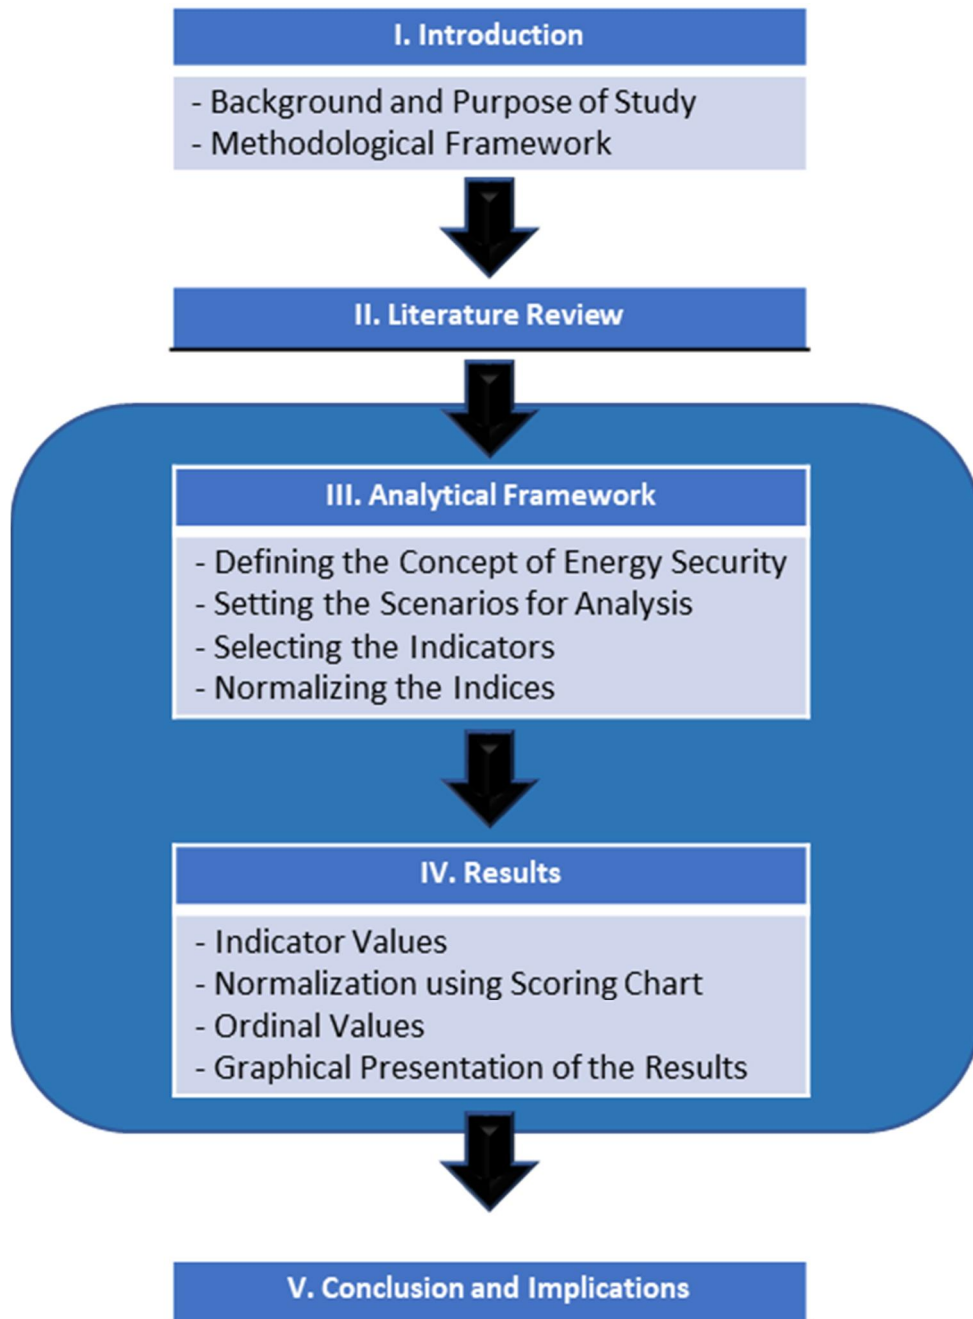 I. Introduction
- Background and Purpose of Study
- Methodological Framework
II. Literature Review
III. Analytical Framework
- Defining the Concept of Energy Security
- Setting the Scenarios for Analysis
- Selecting the Indicators
- Normalizing the Indices
IV. Results
- Indicator Values
- Normalization using Scoring Chart
- Ordinal Values
- Graphical Presentation of the Results
V. Conclusion and Implications